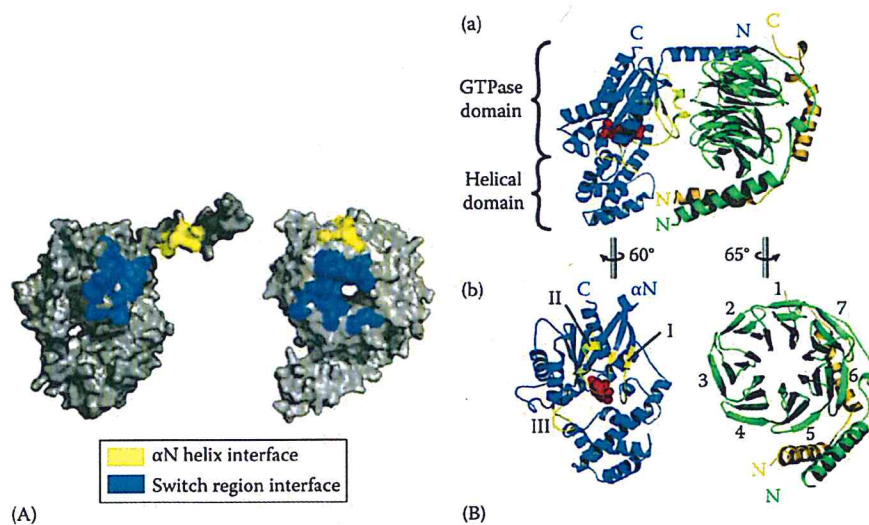 (a)
GTPase
domain
Helical
domain
C
N
C
N
N
60°
65°
(b)
II
C
αN
I
III
1
2
7
3
6
4
5
N
N
αN helix interface
Switch region interface
(A)
(B)